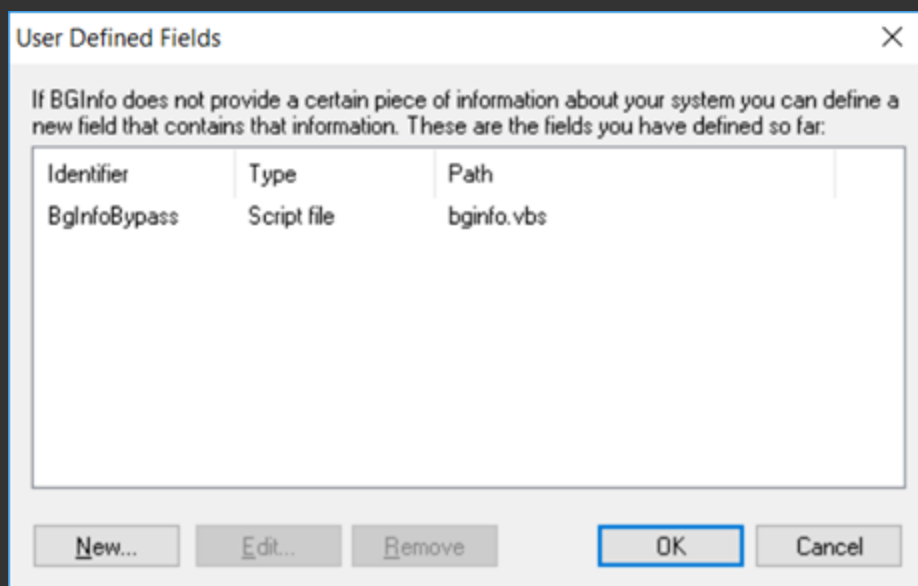 User Defined Fields
If BGInfo does not provide a certain piece of information about your system you can define a
new field that contains that information. These are the fields you have defined so far:
Identifier Type Path
BgInfoBypass Script file bginfo.vbs
New... Edit... Remove OK Cancel